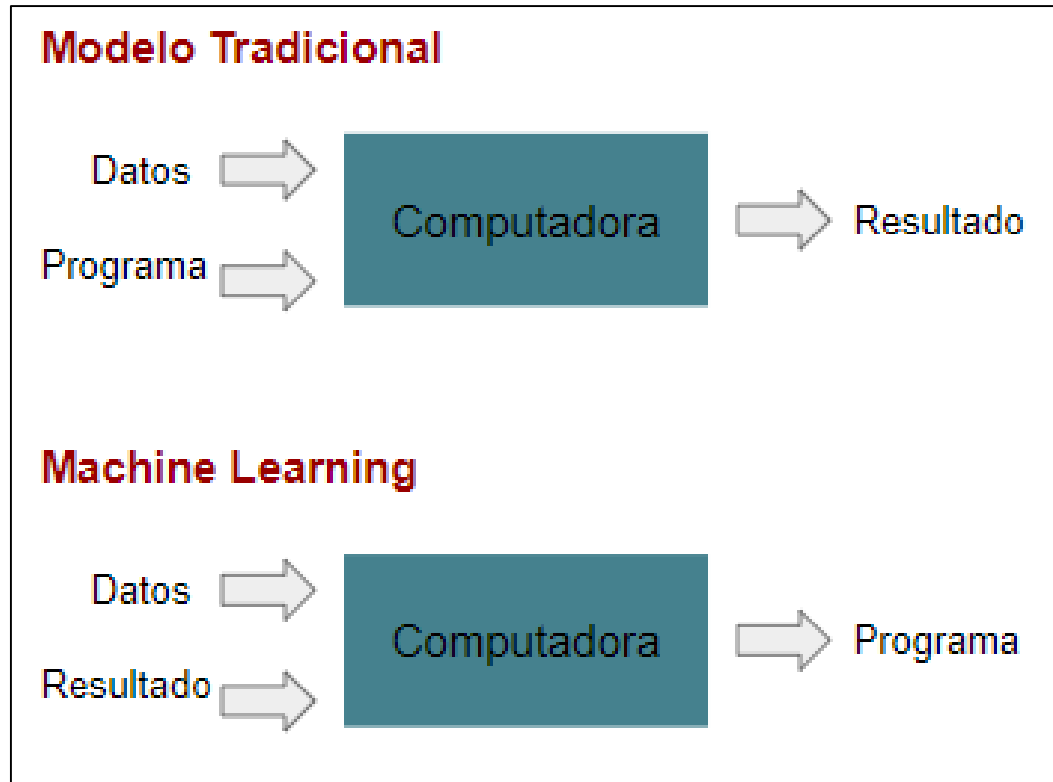 Modelo Tradicional
Datos
Programa
Computadora
Resultado
Machine Learning
Datos
Resultado
Computadora
Programa